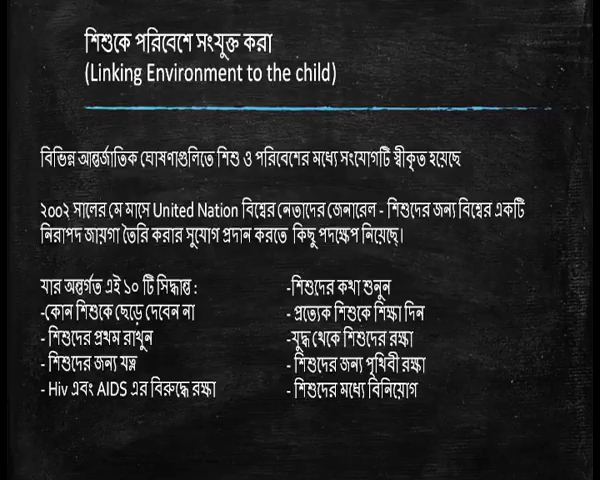 শিশুকে পরিবেশে সংযুক্ত করা
(Linking Environment to the child)
বিভিন্ন আন্তর্জাতিক ঘোষণাগুলিতে শিশু ও পরিবেশের মধ্যে সংযোগটি স্বীকৃত হয়েছে
২০০২ সালের মে মাসে United Nation বিশ্বের নেতাদের জেনারেল - শিশুদের জন্য বিশ্বের একটি
নিরাপদ জায়গা তৈরি করার সুযোগ প্রদান করতে কিছু পদক্ষেপ নিয়েছে।
যার অন্তর্গত এই ১০ টি সিদ্ধান্ত :
-কোন শিশুকে ছেড়ে দেবেন না
- শিশুদের প্রথম রাখুন
- শিশুদের জন্য যত্ন
- Hiv এবং AIDS এর বিরুদ্ধে রক্ষা
-শিশুদের কথা শুনুন
- প্রত্যেক শিশুকে শিক্ষা দিন
-যুদ্ধ থেকে শিশুদের রক্ষা
- শিশুদের জন্য পৃথিবী রক্ষা
- শিশুদের মধ্যে বিনিয়োগ